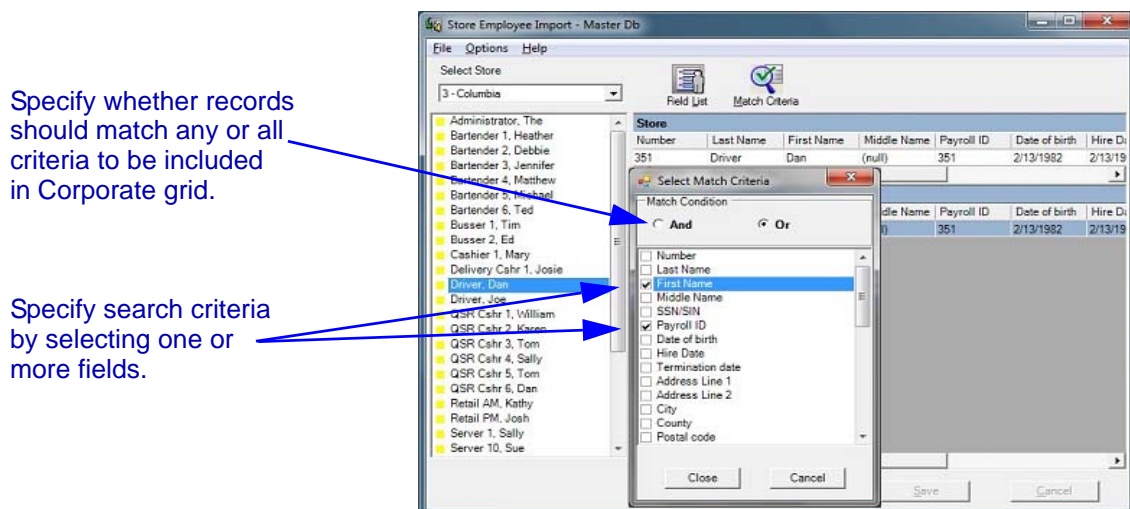 Store Employee Import - Master Db
File Options Help
Select Store
3 - Columbia
Field List
Match Criteria
Specify whether records
should match any or all
criteria to be included
in Corporate grid.
Specify search criteria
by selecting one or
more fields.
Administrator, The
Bartender 1, Heather
Bartender 2, Debbie
Bartender 3, Jennifer
Bartender 4, Matthew
Bartender 5, Michael
Bartender 6, Ted
Busser 1, Tim
Busser 2, Ed
Cashier 1, Mary
Delivery Cshr 1, Josie
Driver, Dan
Driver, Joe
QSR Cshr 1, William
QSR Cshr 2, Karen
QSR Cshr 3, Tom
QSR Cshr 4, Sally
QSR Cshr 5, Tom
QSR Cshr 6, Dan
Retail AM, Kathy
Retail PM, Josh
Server 1, Sally
Server 10, Sue
Store
Number Last Name First Name Middle Name Payroll ID Date of birth Hire Da
351 Driver Dan (null) 351 2/13/1982 2/13/19
Select Match Criteria
Match Condition
And Or
Number
Last Name
First Name
Middle Name
SSN/SIN
Payroll ID
Date of birth
Hire Date
Termination date
Address Line 1
Address Line 2
City
County
Postal code
Close Cancel
dle Name Payroll ID Date of birth Hire Da
351 2/13/1982 2/13/19
Save Cancel